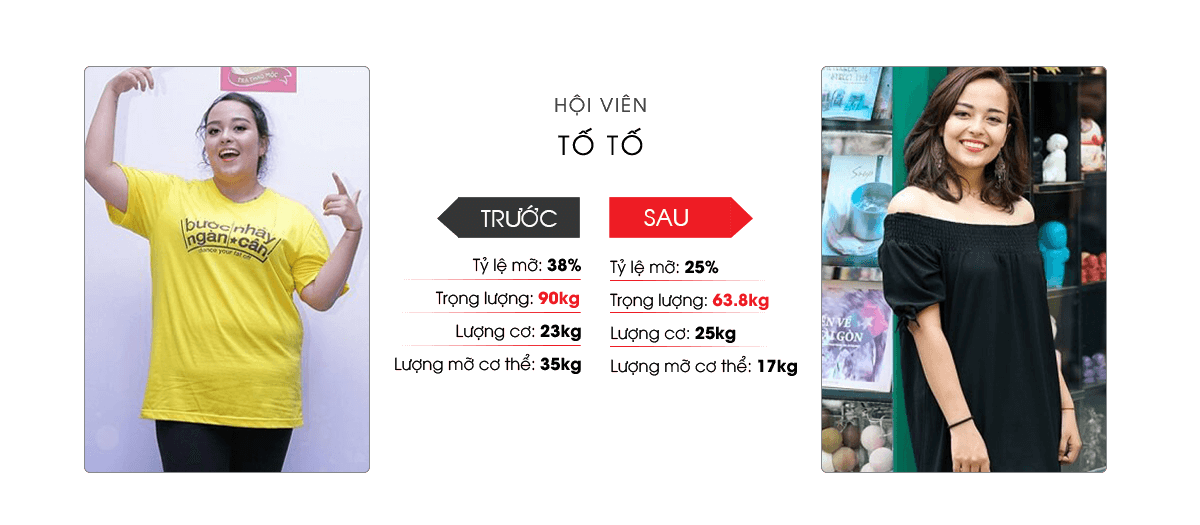 TRÀ THẢO MỘC
bước nhảy
ngàn★cân
dance your fat off
HỘI VIÊN
TỐ TỐ
TRƯỚC
Tỷ lệ mỡ: 38%
Trọng lượng: 90kg
Lượng cơ: 23kg
Lượng mỡ cơ thể: 35kg
SAU
Tỷ lệ mỡ: 25%
Trọng lượng: 63.8kg
Lượng cơ: 25kg
Lượng mỡ cơ thể: 17kg